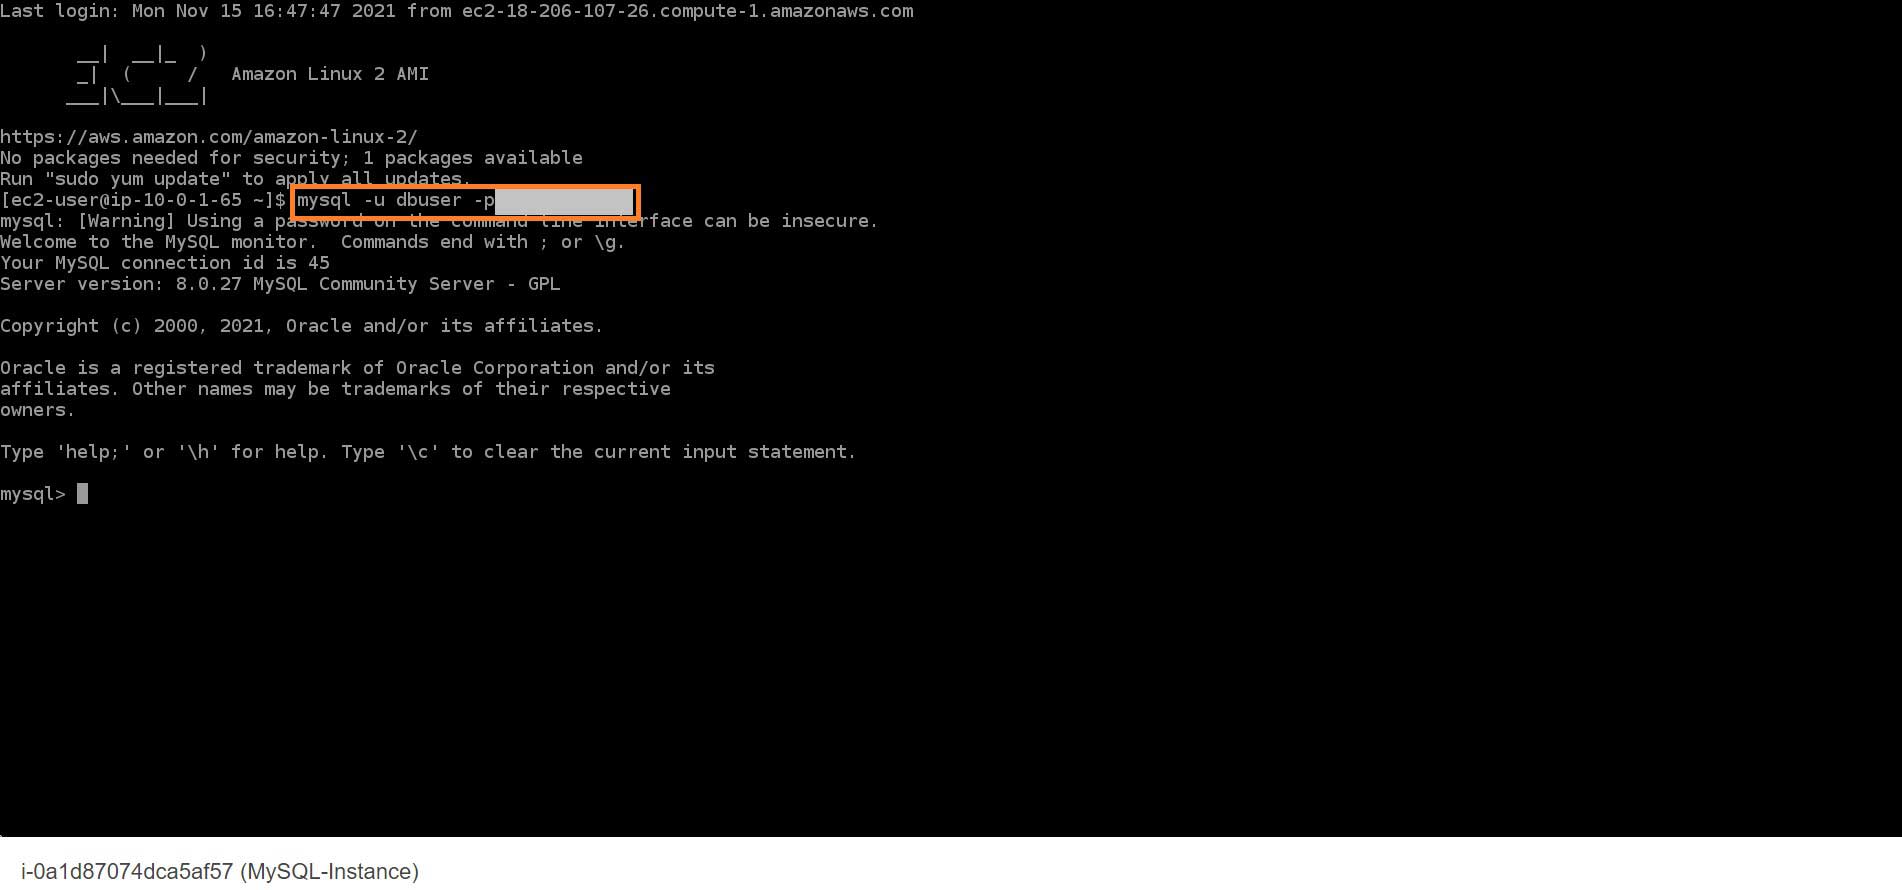 Last login: Mon Nov 15 16:47:47 2021 from ec2-18-206-107-26.compute-1.amazonaws.com
__|  __|_  )
_|  (     /   Amazon Linux 2 AMI
___|\___|___|
https://aws.amazon.com/amazon-linux-2/
No packages needed for security; 1 packages available
Run "sudo yum update" to apply all updates.
[ec2-user@ip-10-0-1-65 ~]$ mysql -u dbuser -p
mysql: [Warning] Using a password on the command line interface can be insecure.
Welcome to the MySQL monitor.  Commands end with ; or \g.
Your MySQL connection id is 45
Server version: 8.0.27 MySQL Community Server - GPL
Copyright (c) 2000, 2021, Oracle and/or its affiliates.
Oracle is a registered trademark of Oracle Corporation and/or its
affiliates. Other names may be trademarks of their respective
owners.
Type 'help;' or '\h' for help. Type '\c' to clear the current input statement.
mysql>
i-0a1d87074dca5af57 (MySQL-Instance)